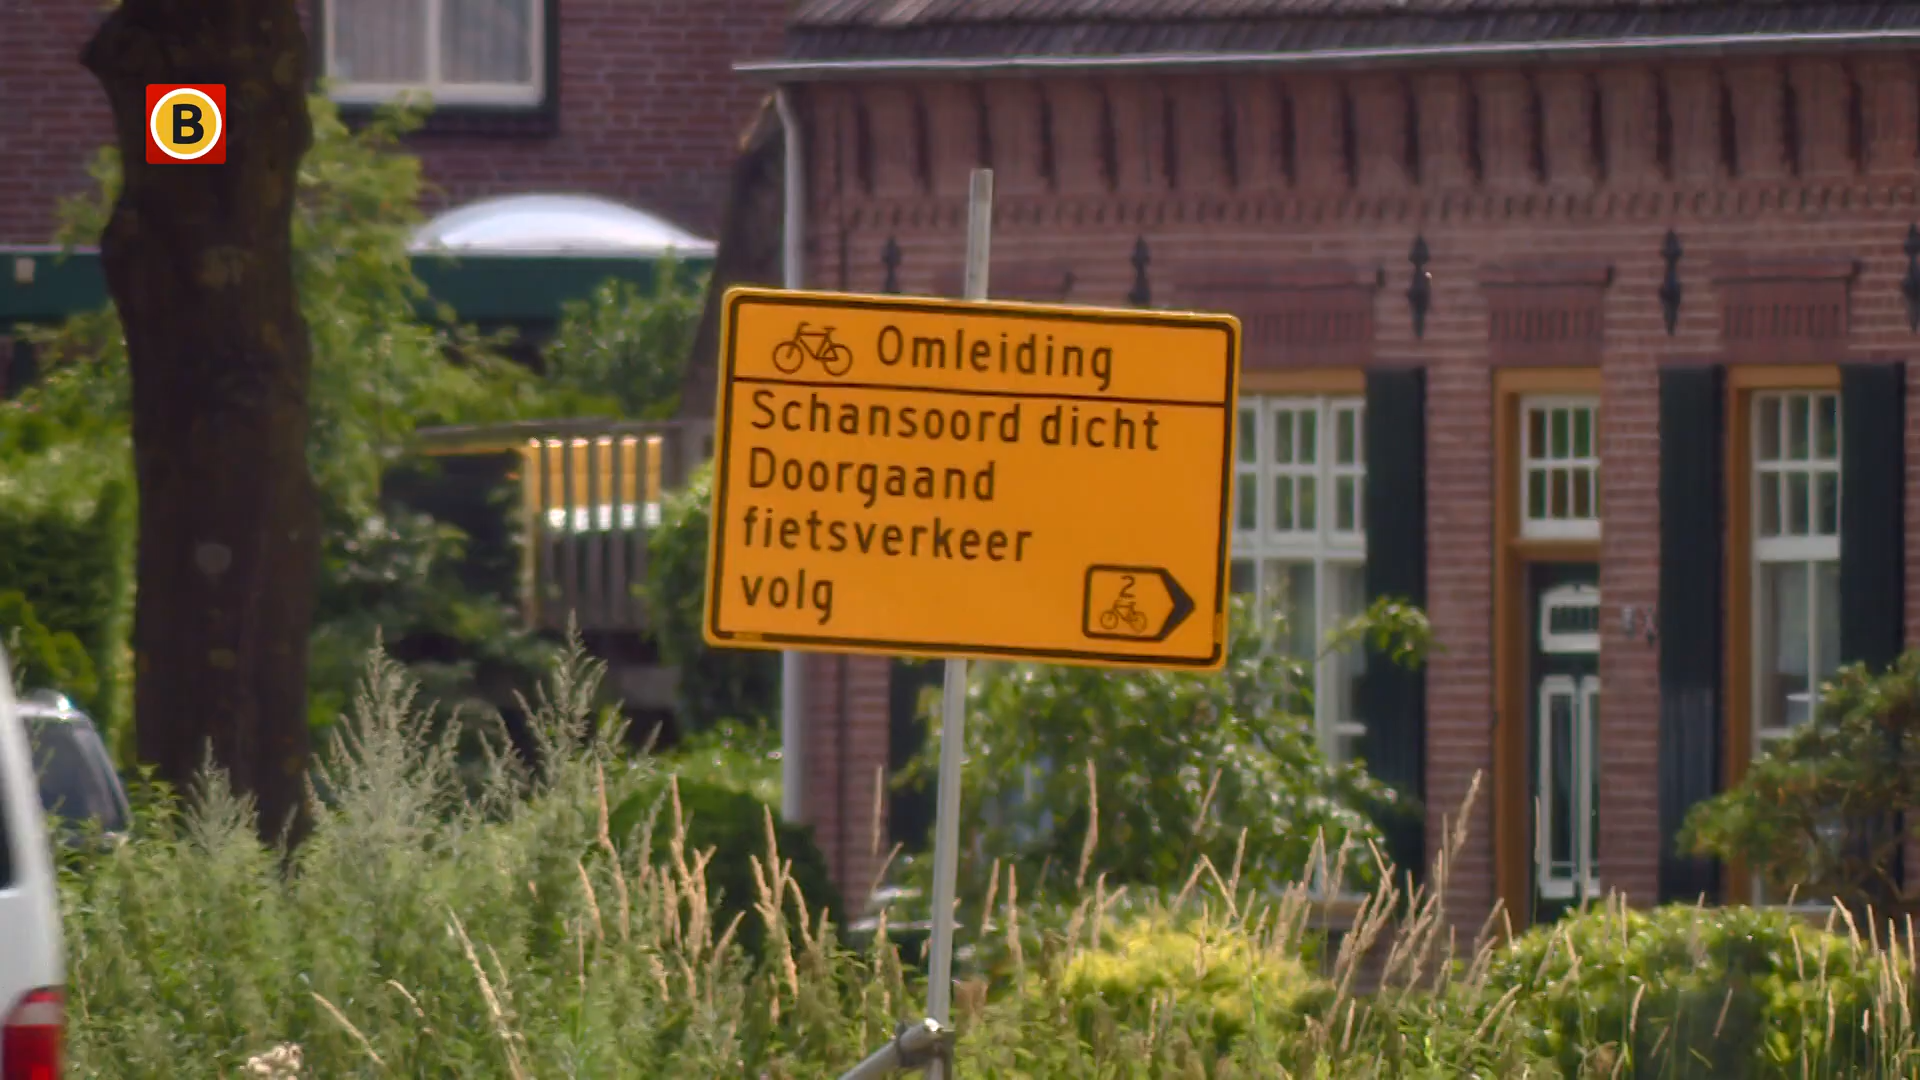 B
Omleiding
Schansoord dicht
Doorgaand
fietsverkeer
volg
2